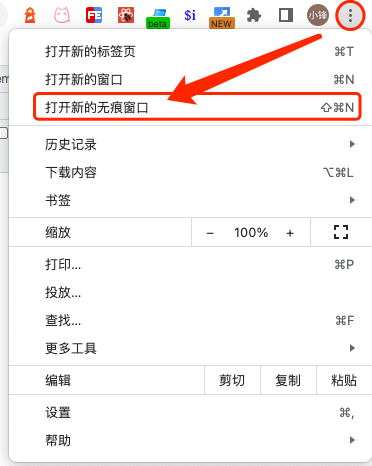 FE beta $i NEW 小锋
em
打开新的标签页 ⌘T
打开新的窗口 ⌘N
打开新的无痕窗口 ⇧⌘N
历史记录
下载内容 ⌥⌘L
书签
缩放 − 100% +
打印... ⌘P
投放...
查找... ⌘F
更多工具
编辑 剪切 复制 粘贴
设置 ⌘,
帮助